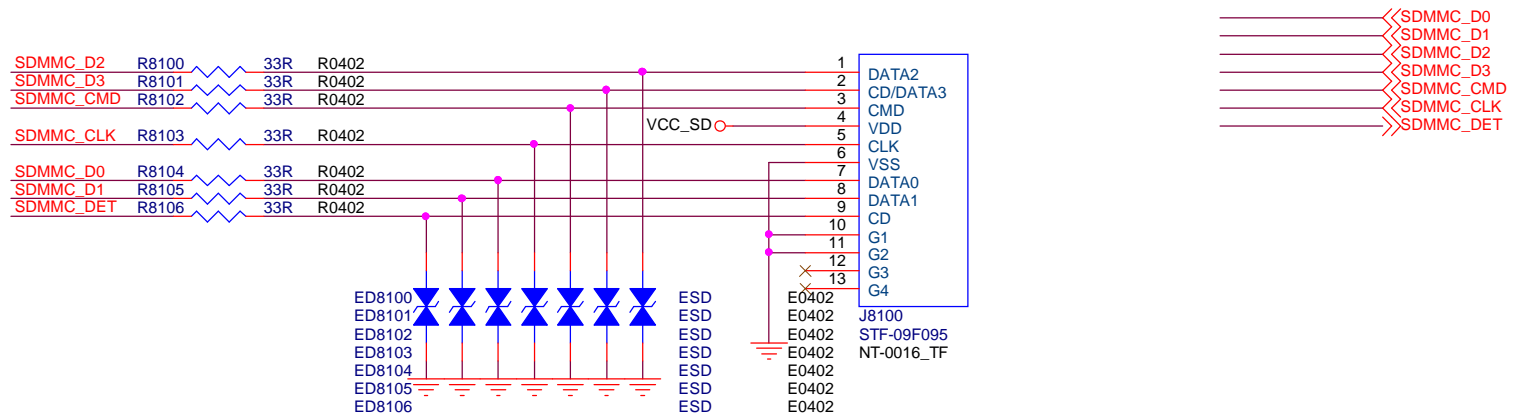 SDMMC_D0
SDMMC_D1
SDMMC_D2
SDMMC_D3
SDMMC_CMD
SDMMC_CLK
SDMMC_DET
SDMMC_D2 R8100 33R R0402
SDMMC_D3 R8101 33R R0402
SDMMC_CMD R8102 33R R0402
SDMMC_CLK R8103 33R R0402
SDMMC_D0 R8104 33R R0402
SDMMC_D1 R8105 33R R0402
SDMMC_DET R8106 33R R0402
VCC_SD
1 DATA2
2 CD/DATA3
3 CMD
4 VDD
5 CLK
6 VSS
7 DATA0
8 DATA1
9 CD
10 G1
11 G2
12 G3
13 G4
J8100
STF-09F095
NT-0016_TF
ED8100 ESD E0402
ED8101 ESD E0402
ED8102 ESD E0402
ED8103 ESD E0402
ED8104 ESD E0402
ED8105 ESD E0402
ED8106 ESD E0402